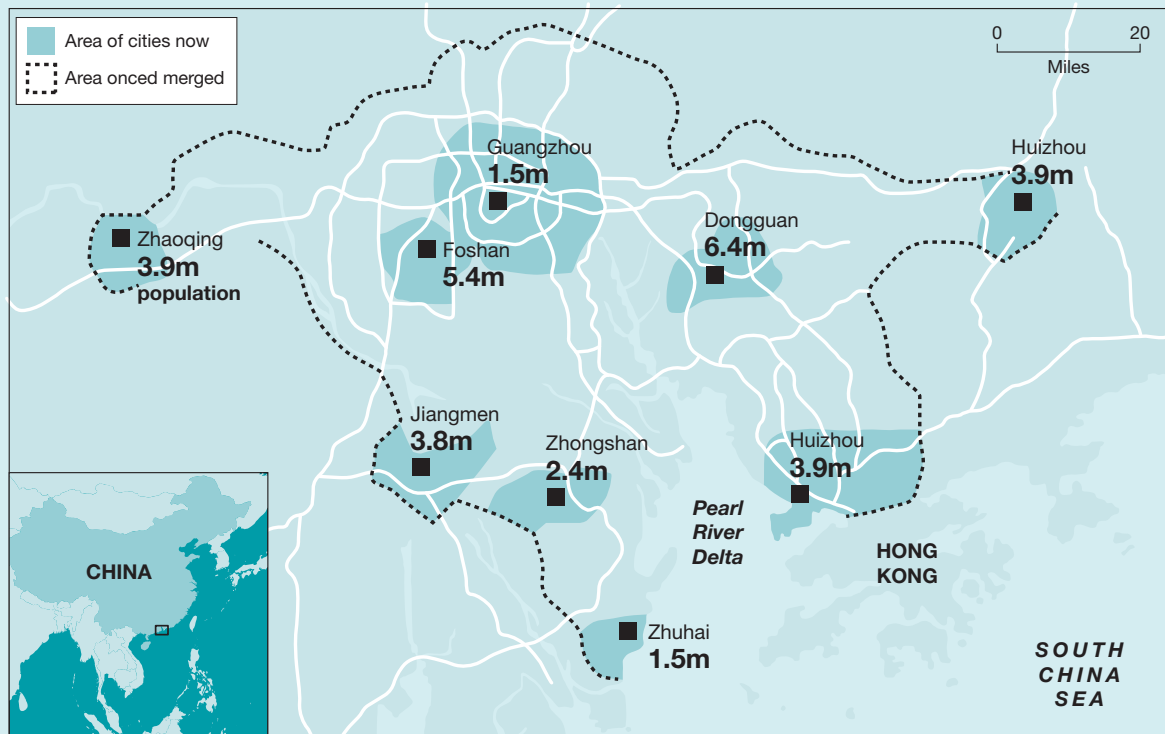 Area of cities now
Area onced merged
0
20
Miles
Guangzhou
1.5m
Huizhou
3.9m
Zhaoqing
3.9m
population
Foshan
5.4m
Dongguan
6.4m
Jiangmen
3.8m
Zhongshan
2.4m
Huizhou
3.9m
Pearl
River
Delta
HONG
KONG
CHINA
Zhuhai
1.5m
SOUTH
CHINA
SEA